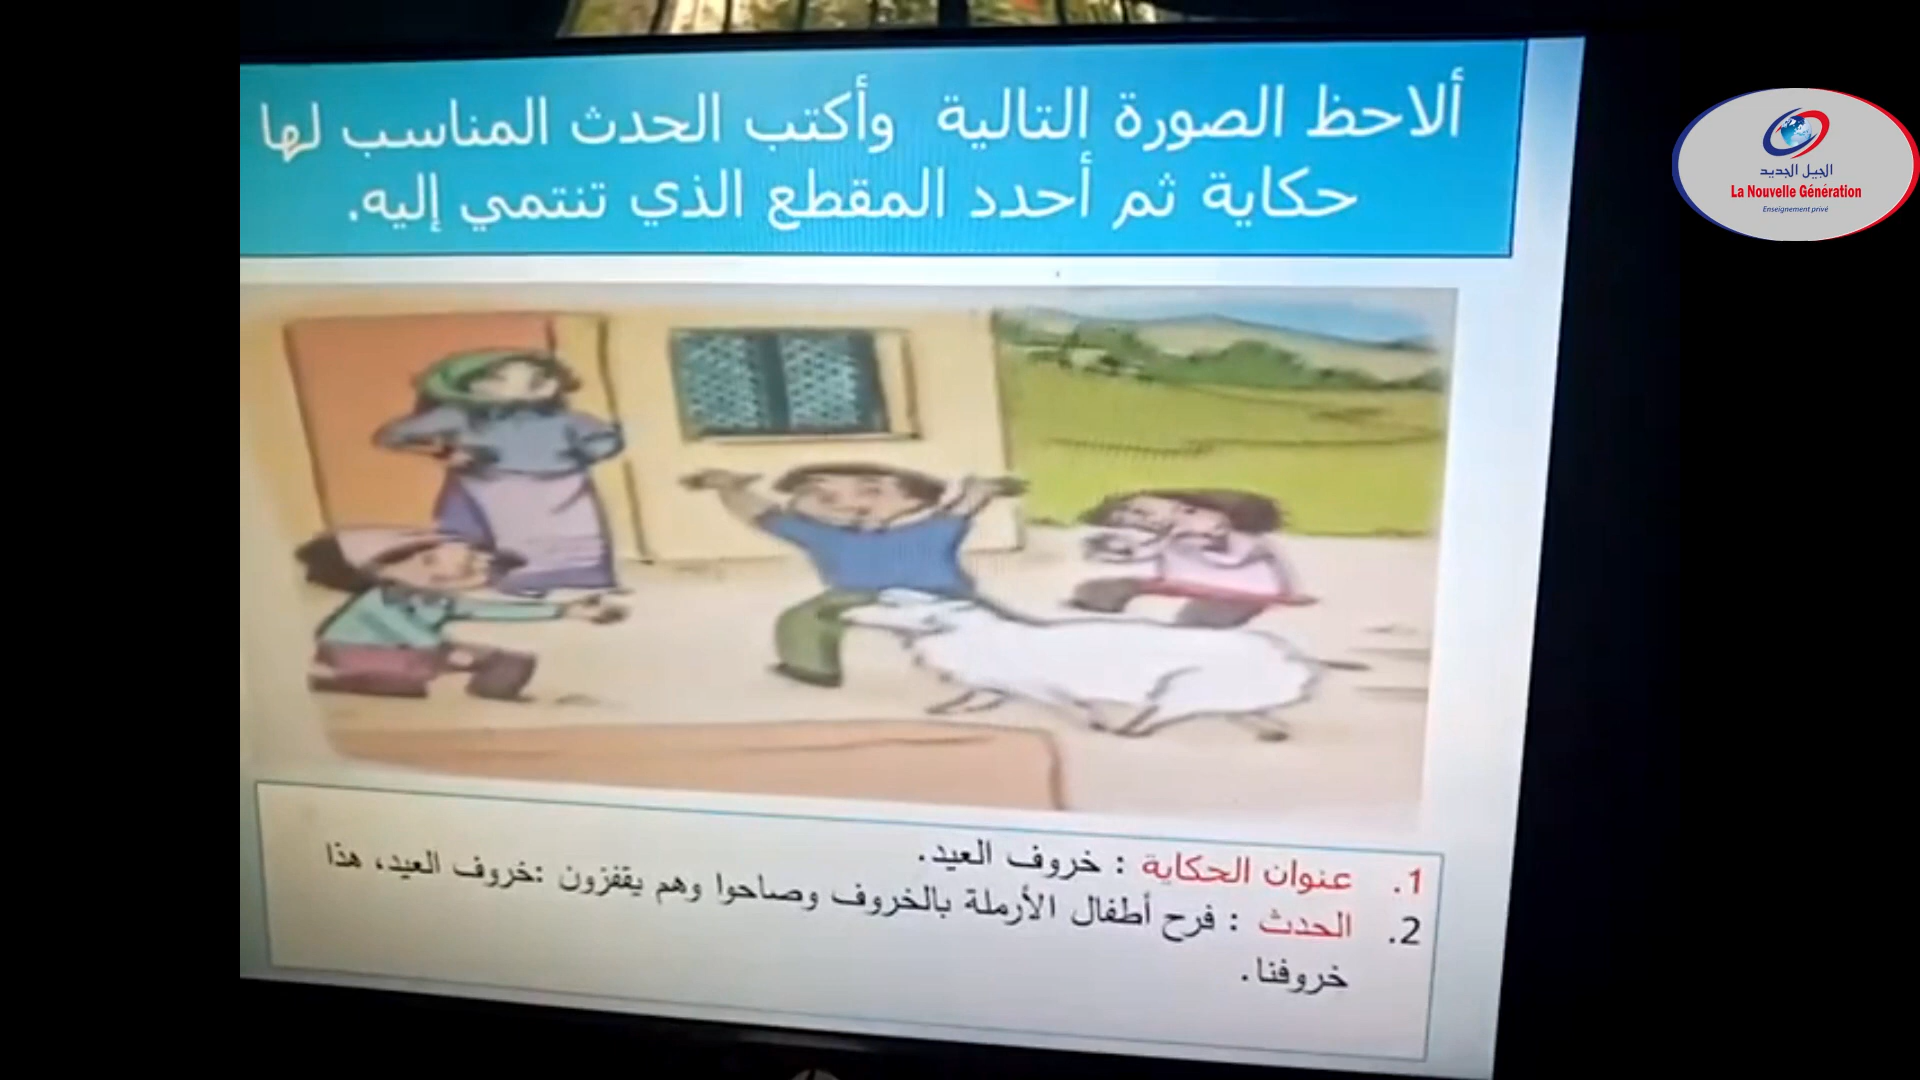 ألاحظ الصورة التالية وأكتب الحدث المناسب لها
حكاية ثم أحدد المقطع الذي تنتمي إليه.
الجيل الجديد
La Nouvelle Génération
Enseignement privé
1. عنوان الحكاية : خروف العيد.
2. الحدث : فرح أطفال الأرملة بالخروف وصاحوا وهم يقفزون :خروف العيد، هذا
خروفنا.